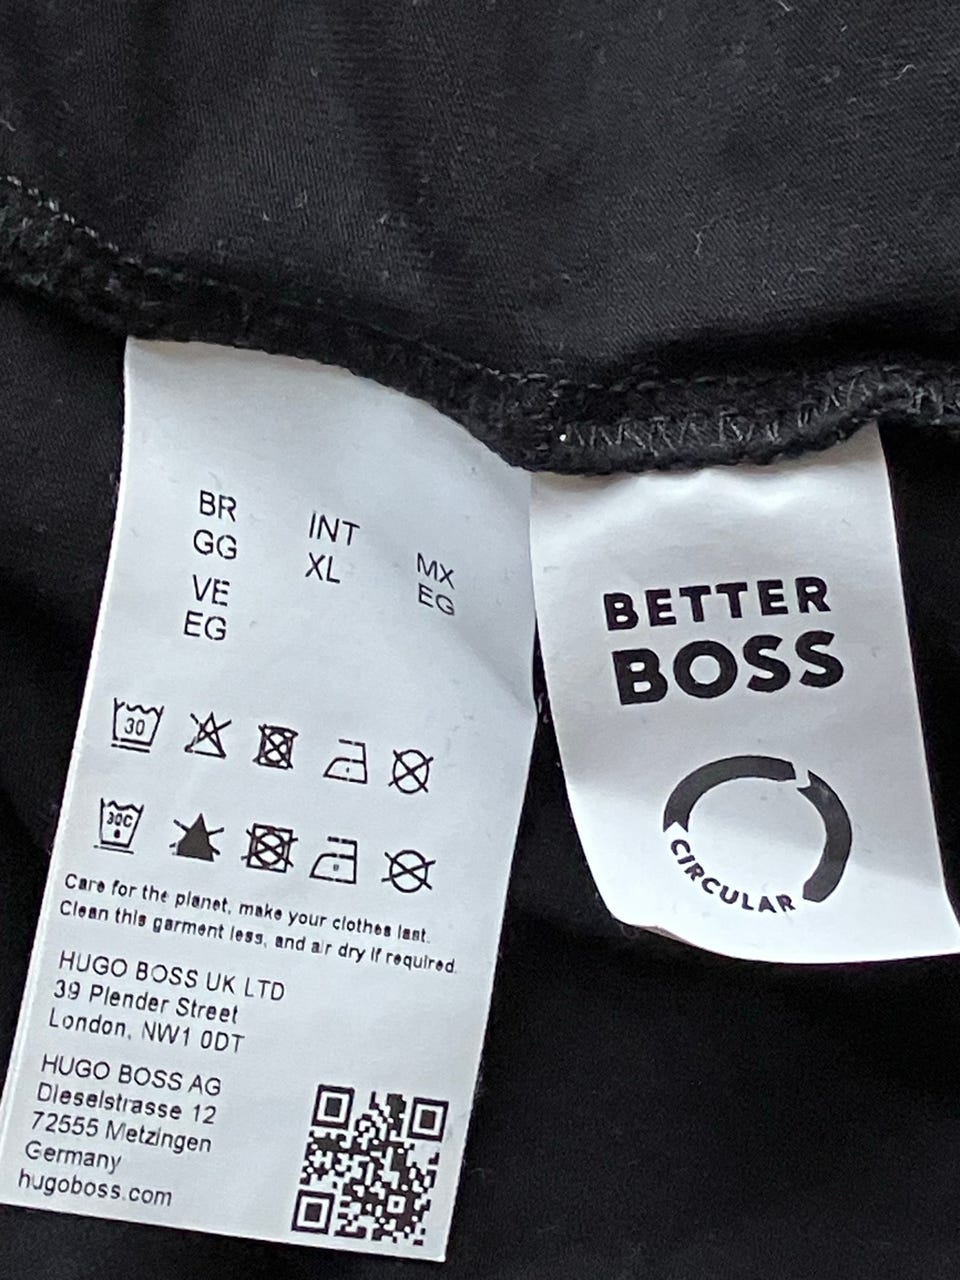 BR
GG
VE
EG
INT
XL
MX
EG
30
30C
Care for the planet, make your clothes last.
Clean this garment less, and air dry if required.
HUGO BOSS UK LTD
39 Plender Street
London, NW1 0DT
HUGO BOSS AG
Dieselstrasse 12
72555 Metzingen
Germany
hugoboss.com
BETTER
BOSS
CIRCULAR